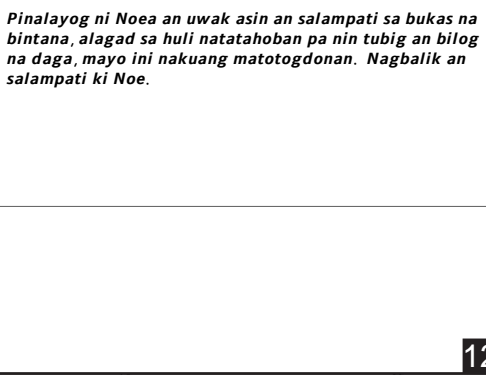 Pinalayog ni Noea an uwak asin an salampati sa bukas na
bintana, alagad sa huli natatahoban pa nin tubig an bilog
na daga, mayo ini nakuang matotogdonan. Nagbalik an
salampati ki Noe.
12